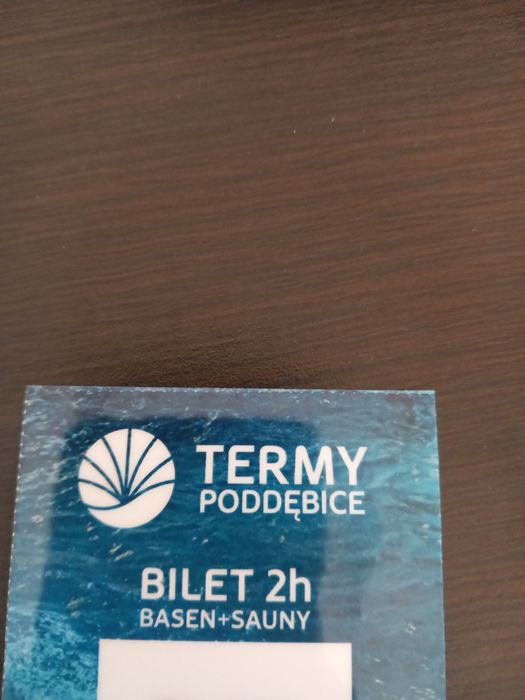 TERMY
PODDĘBICE
BILET 2h
BASEN+SAUNY